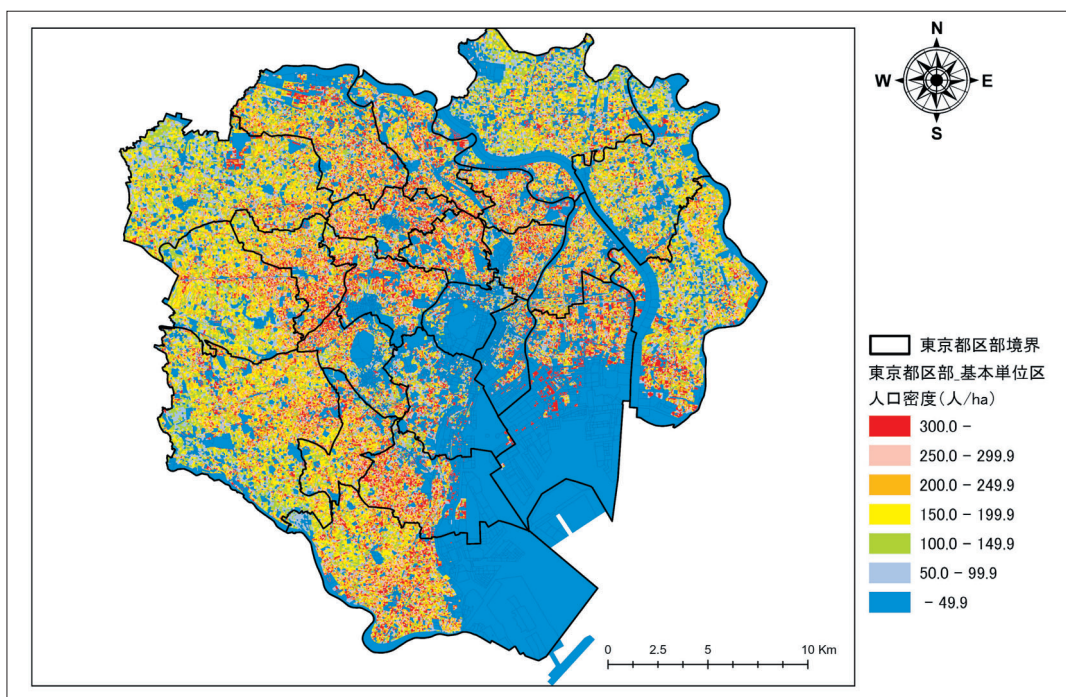 N
W
E
S
東京都区部境界
東京都区部_基本単位区
人口密度(人/ha)
300.0 -
250.0 - 299.9
200.0 - 249.9
150.0 - 199.9
100.0 - 149.9
50.0 - 99.9
- 49.9
0 2.5 5 10 Km